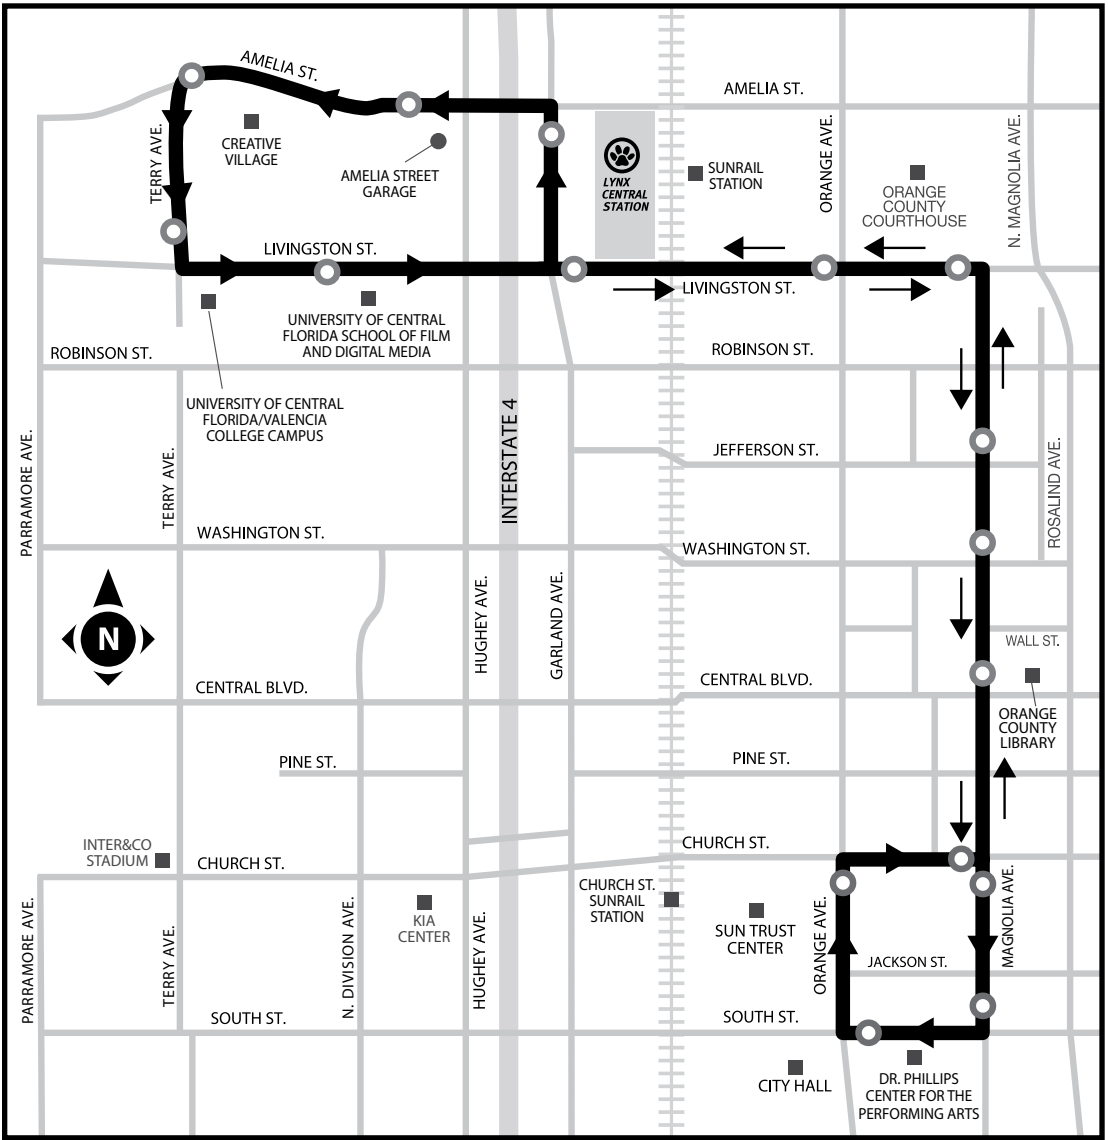 AMELIA ST.
AMELIA ST.
TERRY AVE.
CREATIVE
VILLAGE
AMELIA STREET
GARAGE
LYNX
CENTRAL
STATION
SUNRAIL
STATION
ORANGE AVE.
ORANGE
COUNTY
COURTHOUSE
N. MAGNOLIA AVE.
LIVINGSTON ST.
LIVINGSTON ST.
UNIVERSITY OF CENTRAL
FLORIDA SCHOOL OF FILM
AND DIGITAL MEDIA
ROBINSON ST.
ROBINSON ST.
UNIVERSITY OF CENTRAL
FLORIDA/VALENCIA
COLLEGE CAMPUS
INTERSTATE 4
PARRAMORE AVE.
TERRY AVE.
JEFFERSON ST.
ROSALIND AVE.
WASHINGTON ST.
WASHINGTON ST.
N
HUGHEY AVE.
GARLAND AVE.
WALL ST.
CENTRAL BLVD.
CENTRAL BLVD.
ORANGE
COUNTY
LIBRARY
PINE ST.
PINE ST.
INTER&CO
STADIUM
CHURCH ST.
CHURCH ST.
CHURCH ST.
SUNRAIL
STATION
PARRAMORE AVE.
TERRY AVE.
N. DIVISION AVE.
KIA
CENTER
HUGHEY AVE.
SUN TRUST
CENTER
ORANGE AVE.
MAGNOLIA AVE.
JACKSON ST.
SOUTH ST.
SOUTH ST.
CITY HALL
DR. PHILLIPS
CENTER FOR THE
PERFORMING ARTS